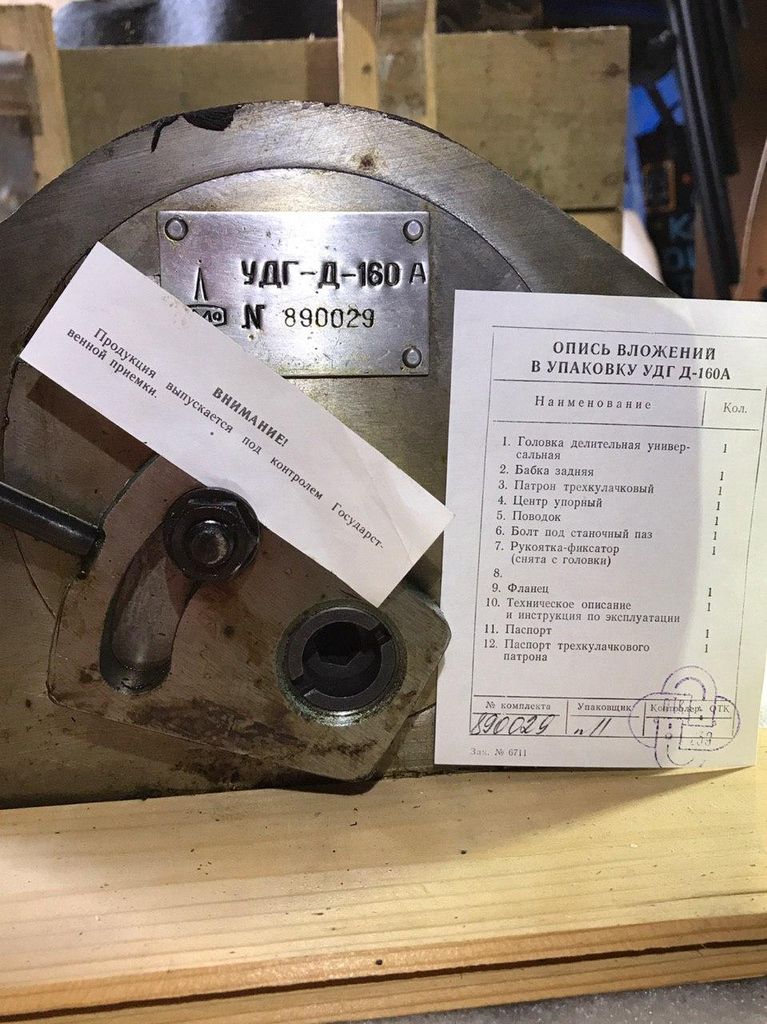 УДГ-Д-160 А
№ 890029
ВНИМАНИЕ!
Продукция выпускается под контролем Государст-
венной приемки.
ОПИСЬ ВЛОЖЕНИЙ
В УПАКОВКУ УДГ Д-160А
Наименование Кол.
1. Головка делительная универ-
сальная 1
2. Бабка задняя 1
3. Патрон трехкулачковый 1
4. Центр упорный 1
5. Поводок 1
6. Болт под станочный паз 1
7. Рукоятка-фиксатор 1
(снята с головки)
8.
9. Фланец 1
10. Техническое описание 1
и инструкция по эксплуатации
11. Паспорт 1
12. Паспорт трехкулачкового 1
патрона
№ комплекта Упаковщик Контролер ОТК
890029 11
Зак. № 6711